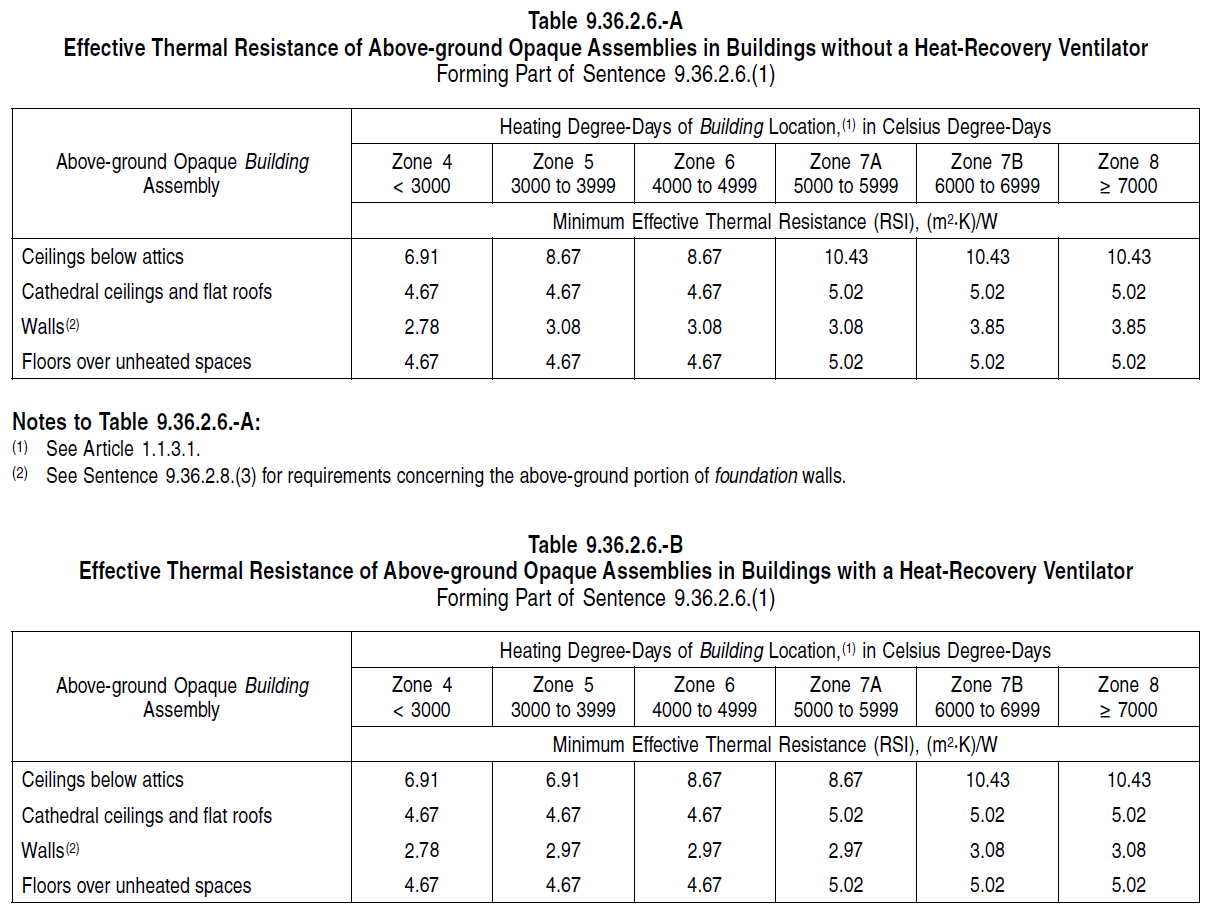 Table 9.36.2.6.-A
Effective Thermal Resistance of Above-ground Opaque Assemblies in Buildings without a Heat-Recovery Ventilator
Forming Part of Sentence 9.36.2.6.(1)
Above-ground Opaque Building Assembly
Heating Degree-Days of Building Location,(1) in Celsius Degree-Days
Zone 4 < 3000
Zone 5 3000 to 3999
Zone 6 4000 to 4999
Zone 7A 5000 to 5999
Zone 7B 6000 to 6999
Zone 8 ≥ 7000
Minimum Effective Thermal Resistance (RSI), (m2·K)/W
Ceilings below attics 6.91 8.67 8.67 10.43 10.43 10.43
Cathedral ceilings and flat roofs 4.67 4.67 4.67 5.02 5.02 5.02
Walls(2) 2.78 3.08 3.08 3.08 3.85 3.85
Floors over unheated spaces 4.67 4.67 4.67 5.02 5.02 5.02
Notes to Table 9.36.2.6.-A:
(1) See Article 1.1.3.1.
(2) See Sentence 9.36.2.8.(3) for requirements concerning the above-ground portion of foundation walls.
Table 9.36.2.6.-B
Effective Thermal Resistance of Above-ground Opaque Assemblies in Buildings with a Heat-Recovery Ventilator
Forming Part of Sentence 9.36.2.6.(1)
Above-ground Opaque Building Assembly
Heating Degree-Days of Building Location,(1) in Celsius Degree-Days
Zone 4 < 3000
Zone 5 3000 to 3999
Zone 6 4000 to 4999
Zone 7A 5000 to 5999
Zone 7B 6000 to 6999
Zone 8 ≥ 7000
Minimum Effective Thermal Resistance (RSI), (m2·K)/W
Ceilings below attics 6.91 6.91 8.67 8.67 10.43 10.43
Cathedral ceilings and flat roofs 4.67 4.67 4.67 5.02 5.02 5.02
Walls(2) 2.78 2.97 2.97 2.97 3.08 3.08
Floors over unheated spaces 4.67 4.67 4.67 5.02 5.02 5.02